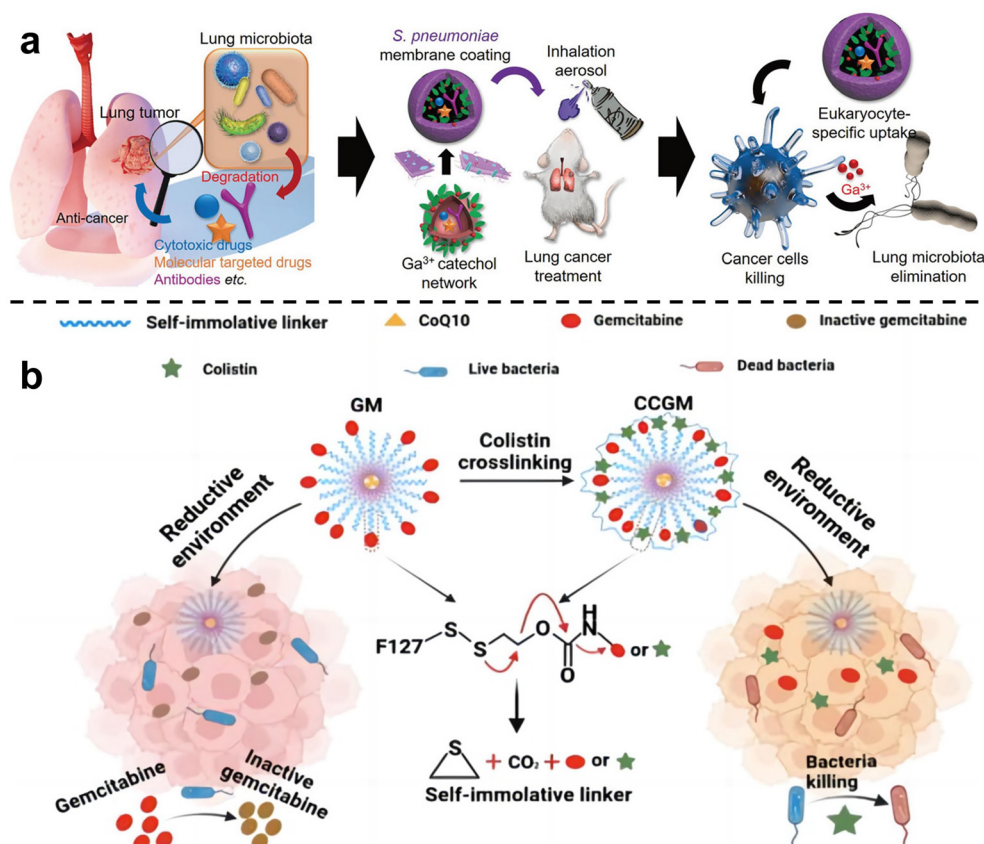 a
Lung microbiota
Lung tumor
Degradation
Anti-cancer
Cytotoxic drugs
Molecular targeted drugs
Antibodies etc.
S. pneumoniae
membrane coating
Inhalation
aerosol
Ga³⁺ catechol
network
Lung cancer
treatment
Eukaryocyte-
specific uptake
Ga³⁺
Cancer cells
killing
Lung microbiota
elimination
Self-immolative linker
CoQ10
Gemcitabine
Inactive gemcitabine
b
Colistin
Live bacteria
Dead bacteria
GM
Colistin
crosslinking
CCGM
Reductive
environment
Reductive
environment
F127
S
S
O
O
H
N
or
+ CO₂ + or
S
Self-immolative linker
Gemcitabine
Inactive
gemcitabine
Bacteria
killing